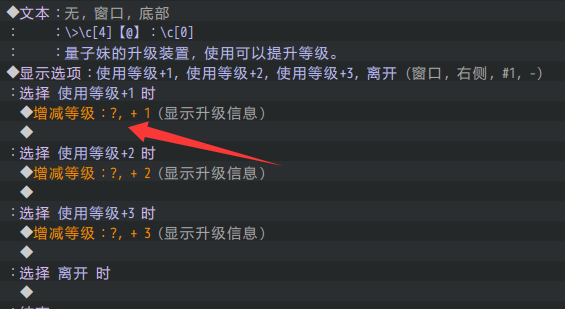 ◆文本：无, 窗口, 底部
：　　：\>\c[4]【@】：\c[0]
：　　：量子妹的升级装置，使用可以提升等级。
◆显示选项：使用等级+1, 使用等级+2, 使用等级+3, 离开 (窗口, 右侧, #1, -)
：选择 使用等级+1 时
◆增减等级：?, + 1 (显示升级信息)
◆
：选择 使用等级+2 时
◆增减等级：?, + 2 (显示升级信息)
◆
：选择 使用等级+3 时
◆增减等级：?, + 3 (显示升级信息)
◆
：选择 离开 时
◆